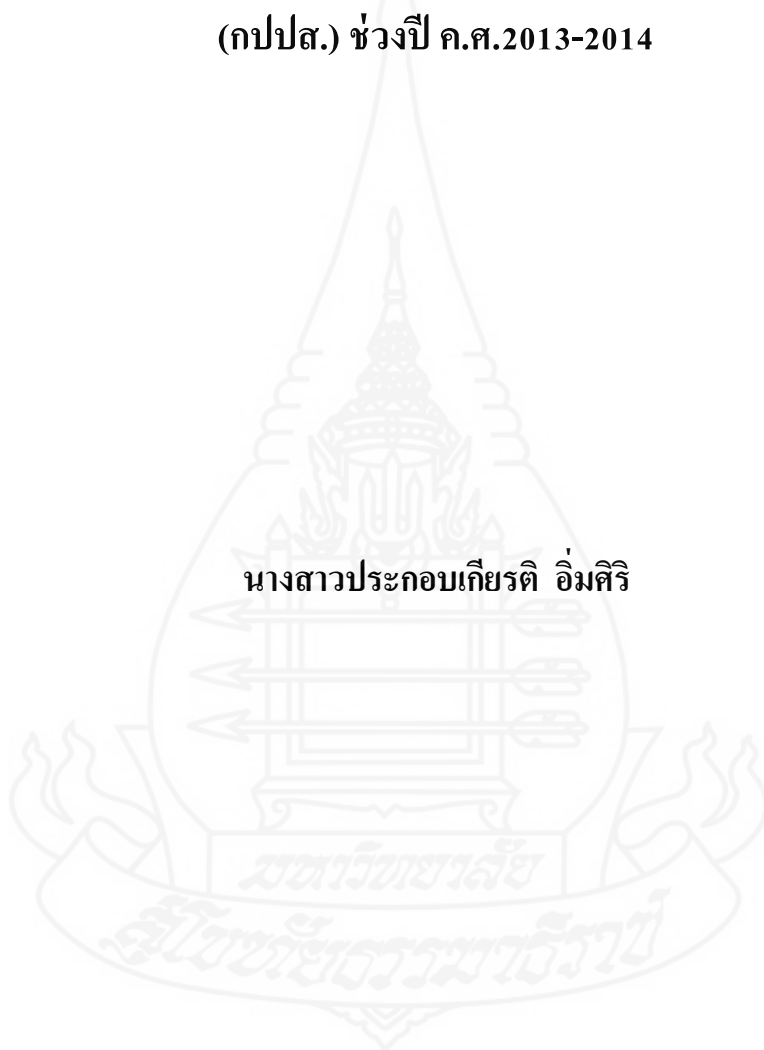 (กปปส.) ช่วงปี ค.ศ.2013-2014
นางสาวประกอบเกียรติ อิ่มศิริ
มหาวิทยาลัย
สุโขทัยธรรมาธิราช